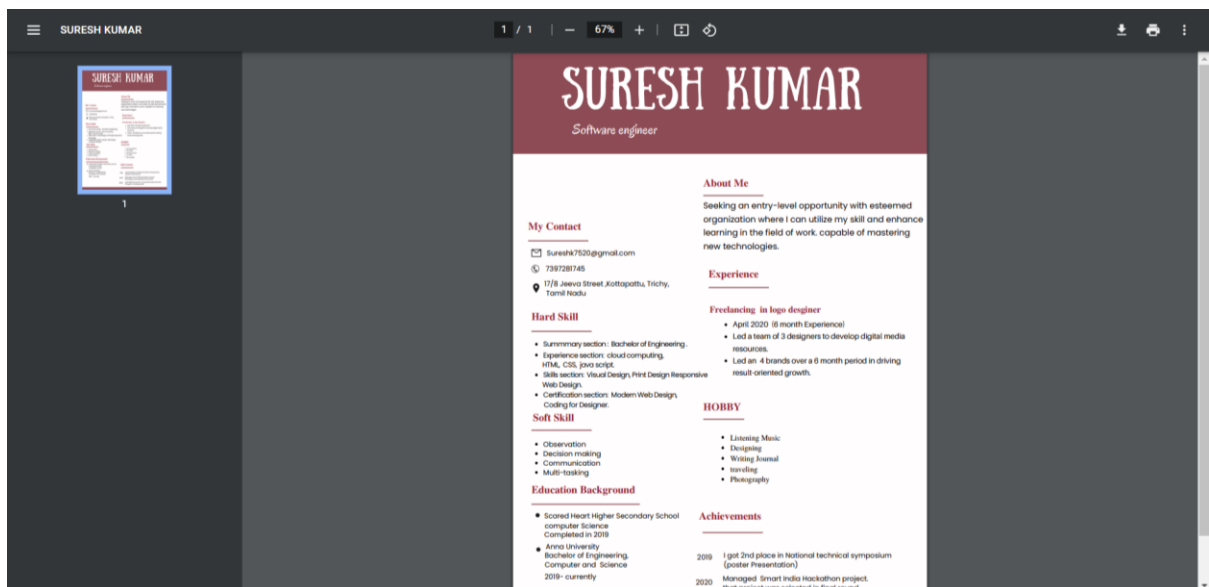 SURESH KUMAR
1 / 1
67%
1
SURESH KUMAR
Software engineer
My Contact
Sureshk7520@gmail.com
7397281745
17/8 Jeeva Street ,Kottapattu, Trichy,
Tamil Nadu
Hard Skill
Summmary section : Bachelor of Engineering .
Experience section: cloud computing,
HTML, CSS, java script.
Skills section: Visual Design, Print Design Responsive
Web Design.
Certification section: Modern Web Design,
Coding for Designer.
Soft Skill
Observation
Decision making
Communication
Multi-tasking
Education Background
Scared Heart Higher Secondary School
computer Science
Completed in 2019
Anna University
Bachelor of Engineering,
Computer and Science
2019- currently
About Me
Seeking an entry-level opportunity with esteemed
organization where I can utilize my skill and enhance
learning in the field of work. capable of mastering
new technologies.
Experience
Freelancing in logo desginer
April 2020 (6 month Experience)
Led a team of 3 designers to develop digital media
resources.
Led an 4 brands over a 6 month period in driving
result-oriented growth.
HOBBY
Listening Music
Designing
Writing Journal
traveling
Photography
Achievements
2019 I got 2nd place in National technical symposium
(poster Presentation)
2020 Managed Smart India Hackathon project.